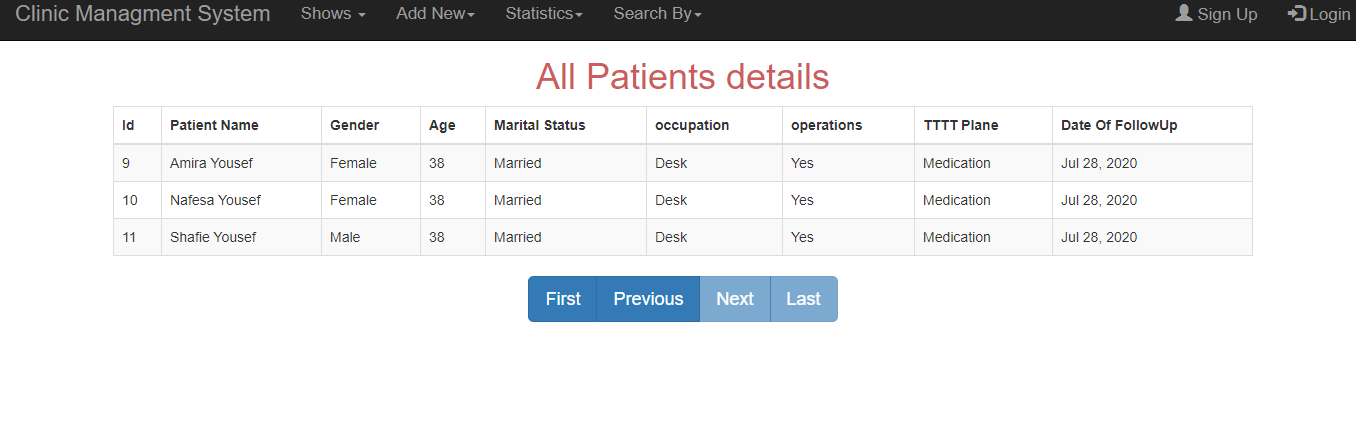 Clinic Managment System Shows Add New Statistics Search By Sign Up Login
All Patients details
Id Patient Name Gender Age Marital Status occupation operations TTTT Plane Date Of FollowUp
9 Amira Yousef Female 38 Married Desk Yes Medication Jul 28, 2020
10 Nafesa Yousef Female 38 Married Desk Yes Medication Jul 28, 2020
11 Shafie Yousef Male 38 Married Desk Yes Medication Jul 28, 2020
First Previous Next Last